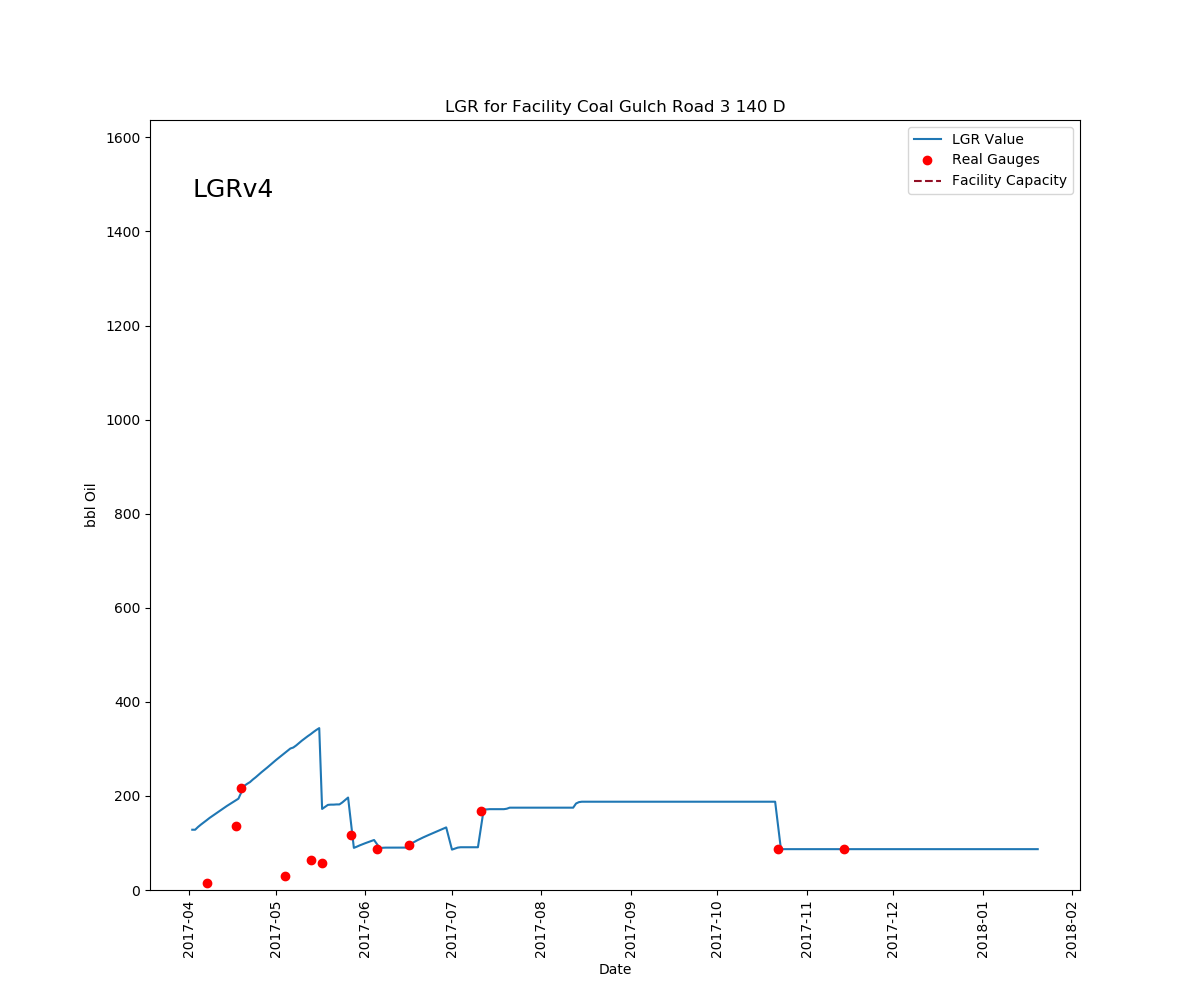 LGR for Facility Coal Gulch Road 3 140 D
LGRv4
LGR Value
Real Gauges
Facility Capacity
bbl Oil
1600
1400
1200
1000
800
600
400
200
0
2017-04
2017-05
2017-06
2017-07
2017-08
2017-09
2017-10
2017-11
2017-12
2018-01
2018-02
Date